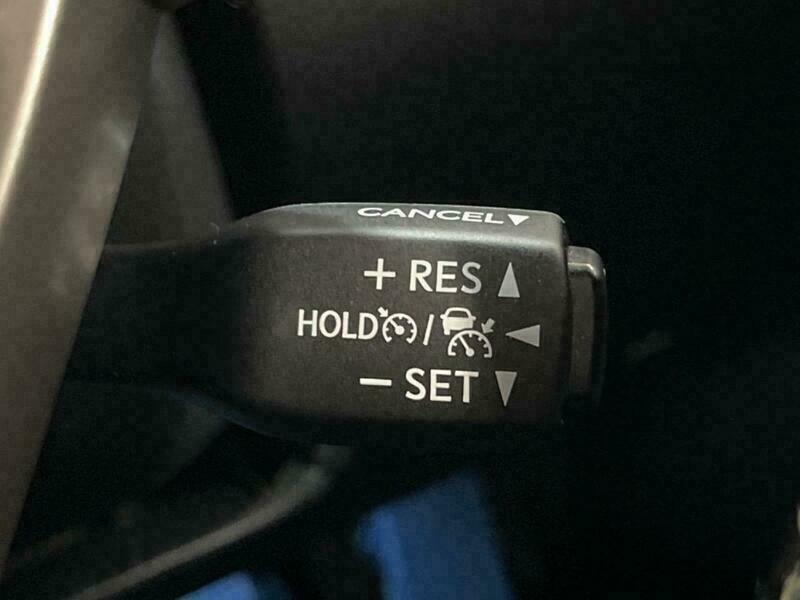 CANCEL▼
+ RES ▲
HOLD / ◀
− SET ▼